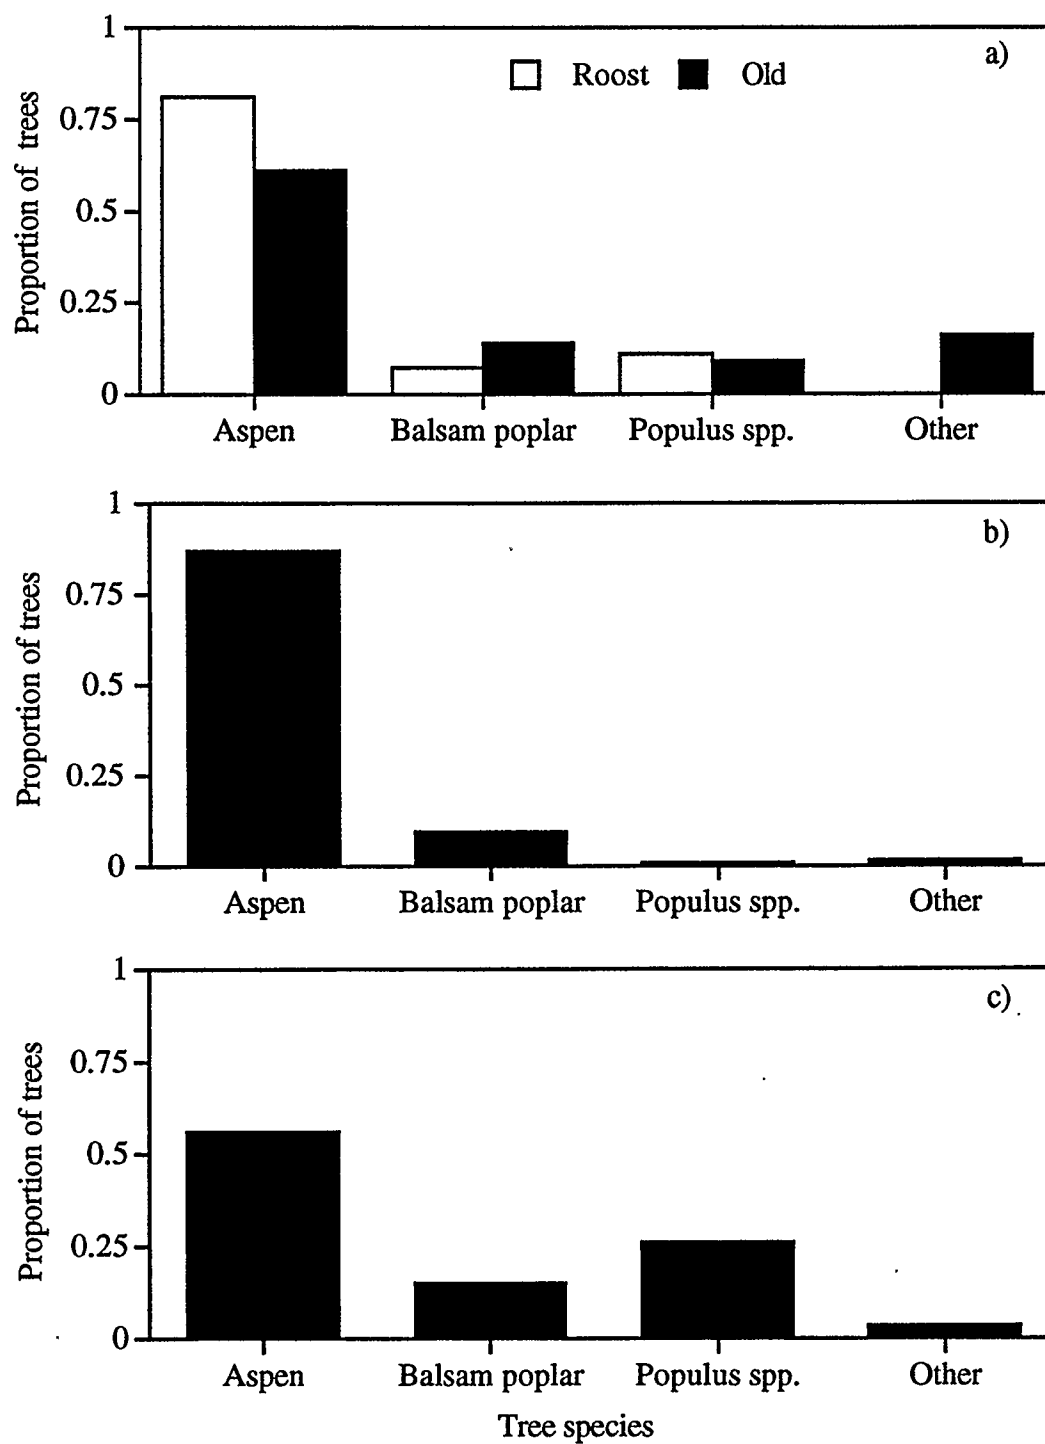 1
a)
Roost
Old
0.75
0.5
0.25
0
Proportion of trees
Aspen
Balsam poplar
Populus spp.
Other
1
b)
0.75
0.5
0.25
0
Proportion of trees
Aspen
Balsam poplar
Populus spp.
Other
1
c)
0.75
0.5
0.25
0
Proportion of trees
Aspen
Balsam poplar
Populus spp.
Other
Tree species